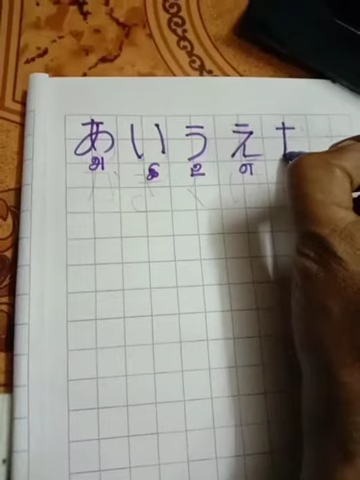 あ い う え
அ இ உ எ